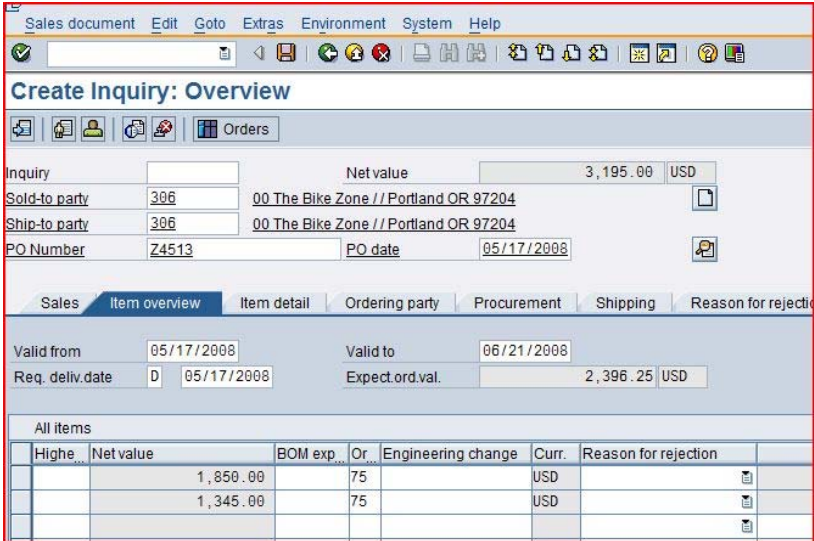 Sales document Edit Goto Extras Environment System Help
Create Inquiry: Overview
Orders
Inquiry Net value 3,195.00 USD
Sold-to party 306 00 The Bike Zone / / Portland OR 97204
Ship-to party 306 00 The Bike Zone / / Portland OR 97204
PO Number Z4513 PO date 05/17/2008
Sales Item overview Item detail Ordering party Procurement Shipping Reason for rejectio
Valid from 05/17/2008 Valid to 06/21/2008
Req. deliv.date D 05/17/2008 Expect.ord.val. 2,396.25 USD
All items
Highe... Net value BOM exp... Or... Engineering change Curr. Reason for rejection
1,850.00 75 USD
1,345.00 75 USD